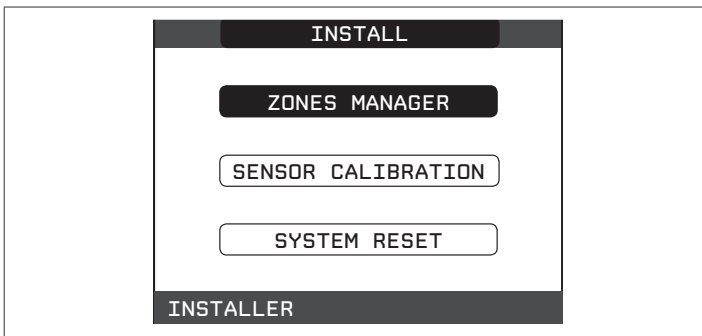 INSTALL
ZONES MANAGER
SENSOR CALIBRATION
SYSTEM RESET
INSTALLER